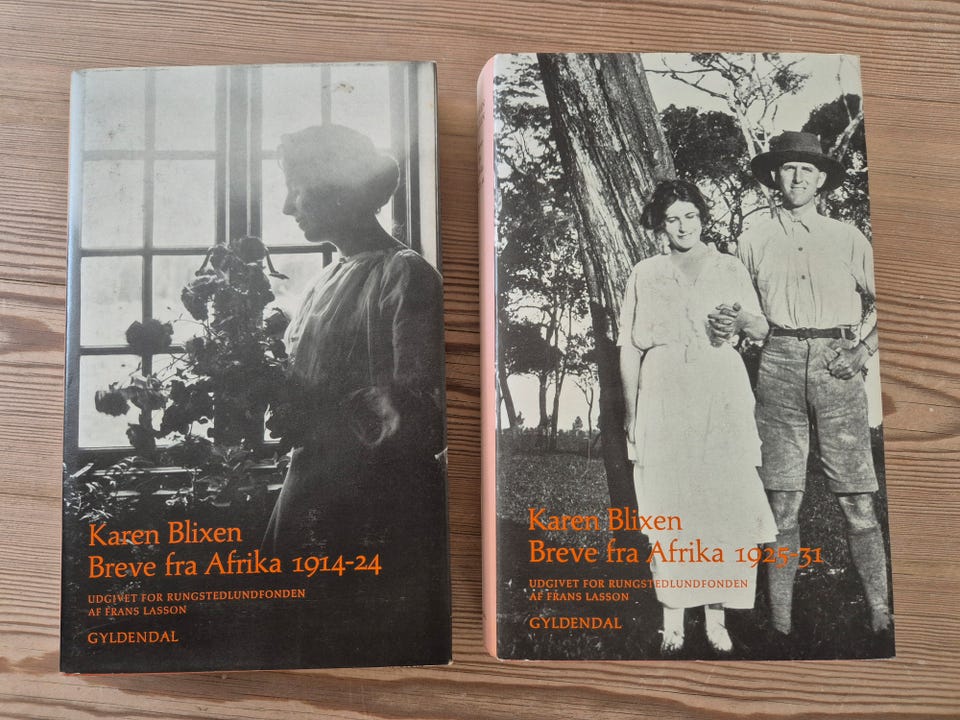 Karen Blixen
Breve fra Afrika 1914-24
UDGIVET FOR RUNGSTEDLUNDFONDEN
AF FRANS LASSON
GYLDENDAL
Karen Blixen
Breve fra Afrika 1925-31
UDGIVET FOR RUNGSTEDLUNDFONDEN
AF FRANS LASSON
GYLDENDAL